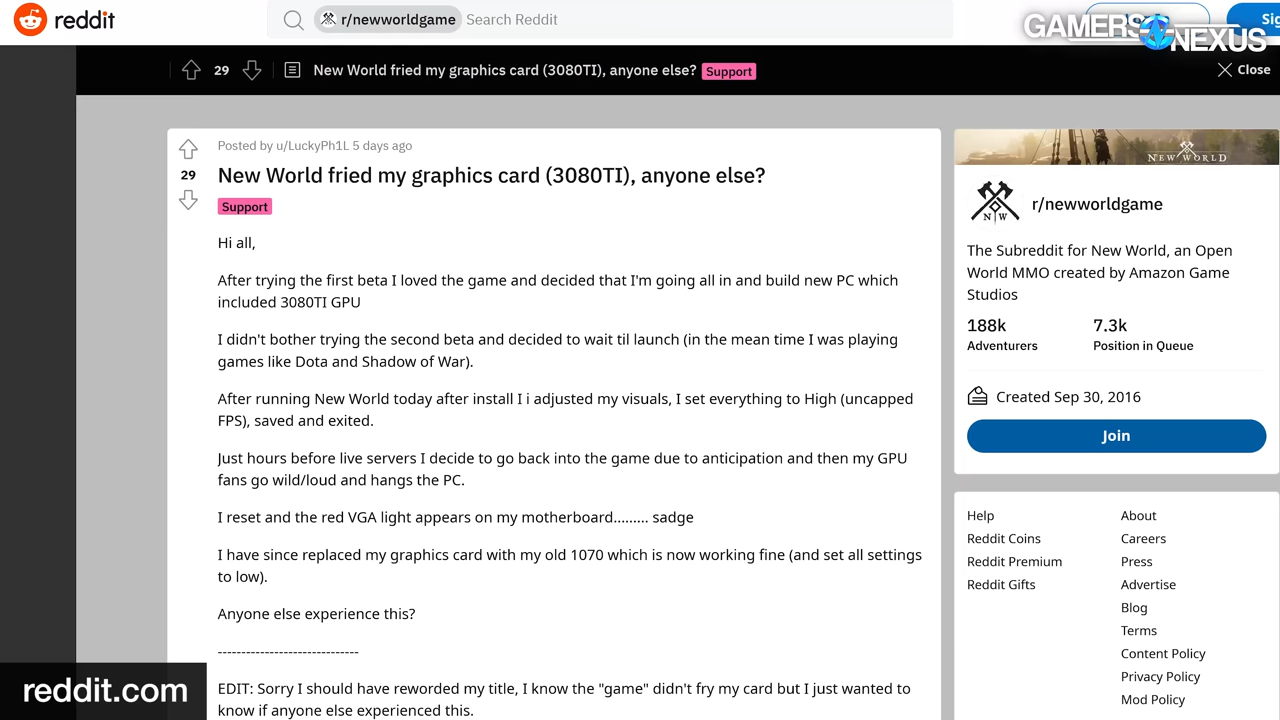 reddit
r/newworldgame Search Reddit
GAMERS NEXUS
29 New World fried my graphics card (3080TI), anyone else? Support
Close
Posted by u/LuckyPh1L 5 days ago
29
New World fried my graphics card (3080TI), anyone else?
Support
Hi all,
After trying the first beta I loved the game and decided that I'm going all in and build new PC which
included 3080TI GPU
I didn't bother trying the second beta and decided to wait til launch (in the mean time I was playing
games like Dota and Shadow of War).
After running New World today after install I i adjusted my visuals, I set everything to High (uncapped
FPS), saved and exited.
Just hours before live servers I decide to go back into the game due to anticipation and then my GPU
fans go wild/loud and hangs the PC.
I reset and the red VGA light appears on my motherboard......... sadge
I have since replaced my graphics card with my old 1070 which is now working fine (and set all settings
to low).
Anyone else experience this?
-----------------------------
EDIT: Sorry I should have reworded my title, I know the "game" didn't fry my card but I just wanted to
know if anyone else experienced this.
NEW WORLD
N W
r/newworldgame
The Subreddit for New World, an Open
World MMO created by Amazon Game
Studios
188k 7.3k
Adventurers Position in Queue
Created Sep 30, 2016
Join
Help About
Reddit Coins Careers
Reddit Premium Press
Reddit Gifts Advertise
Blog
Terms
Content Policy
Privacy Policy
Mod Policy
reddit.com